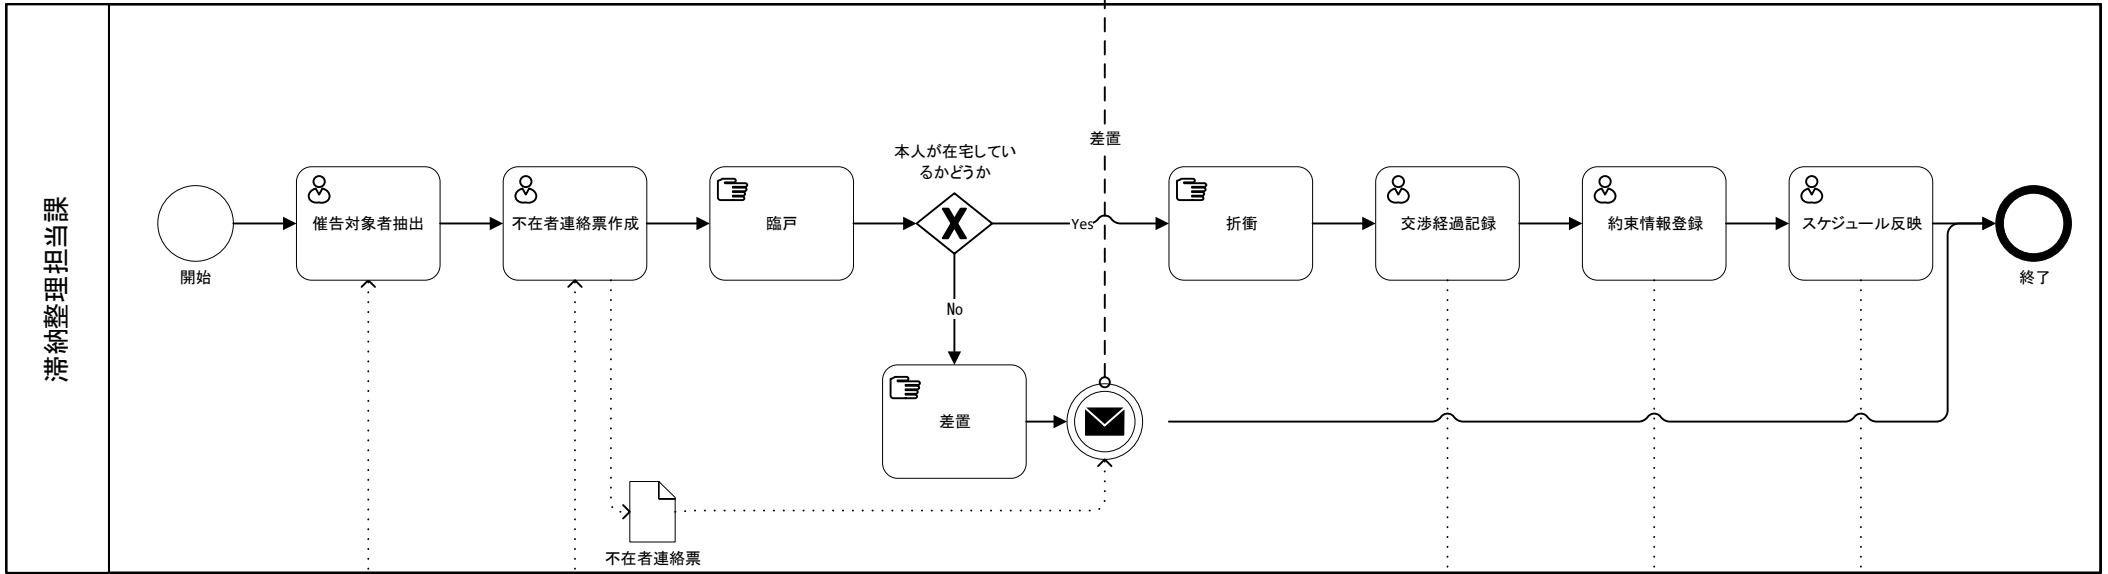 滞納整理担当課
開始
催告対象者抽出
不在者連絡票作成
臨戸
本人が在宅してい
るかどうか
Yes
No
差置
差置
不在者連絡票
折衝
交渉経過記録
約束情報登録
スケジュール反映
終了